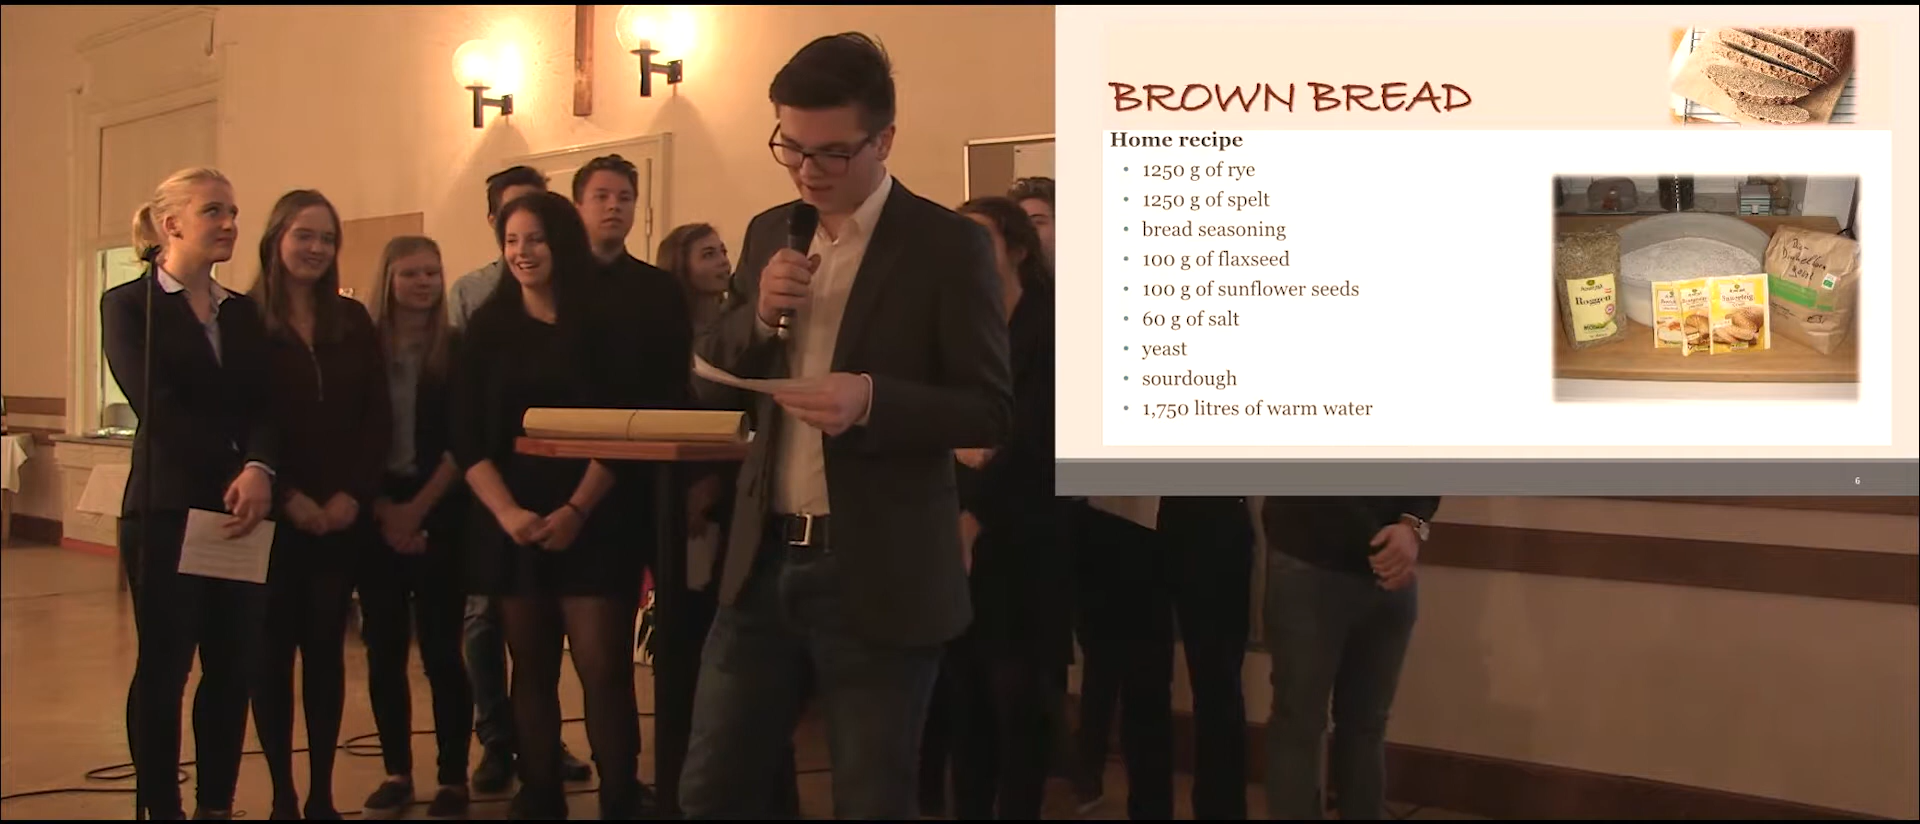 BROWN BREAD
Home recipe
• 1250 g of rye
• 1250 g of spelt
• bread seasoning
• 100 g of flaxseed
• 100 g of sunflower seeds
• 60 g of salt
• yeast
• sourdough
• 1,750 litres of warm water
Roggen
6